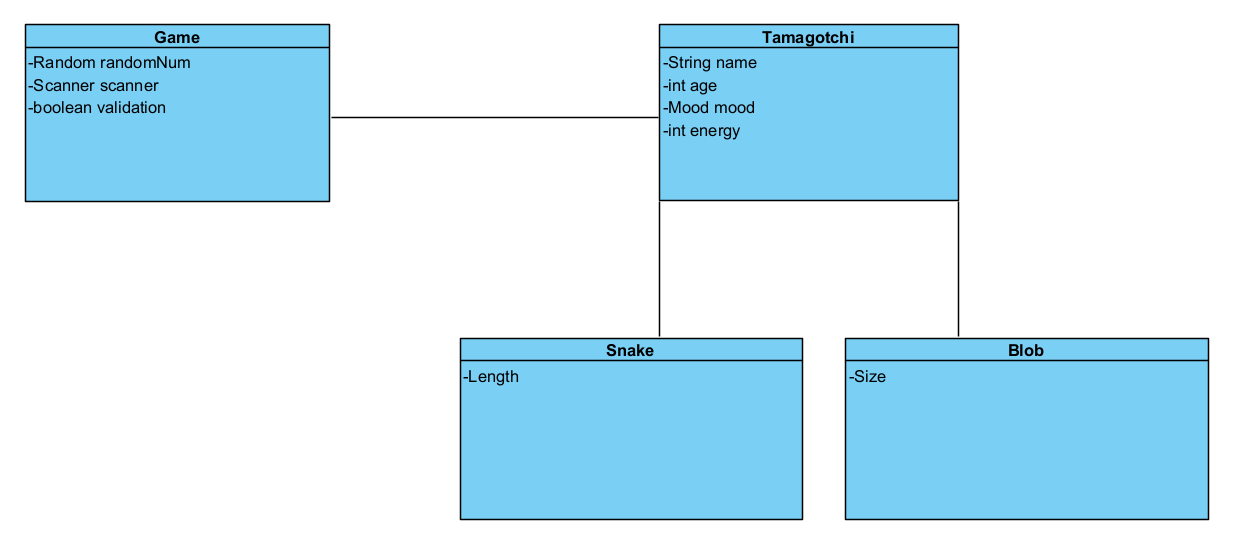 Game
-Random randomNum
-Scanner scanner
-boolean validation
Tamagotchi
-String name
-int age
-Mood mood
-int energy
Snake
-Length
Blob
-Size